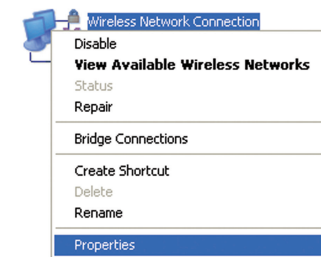 Wireless Network Connection
Disable
View Available Wireless Networks
Status
Repair
Bridge Connections
Create Shortcut
Delete
Rename
Properties